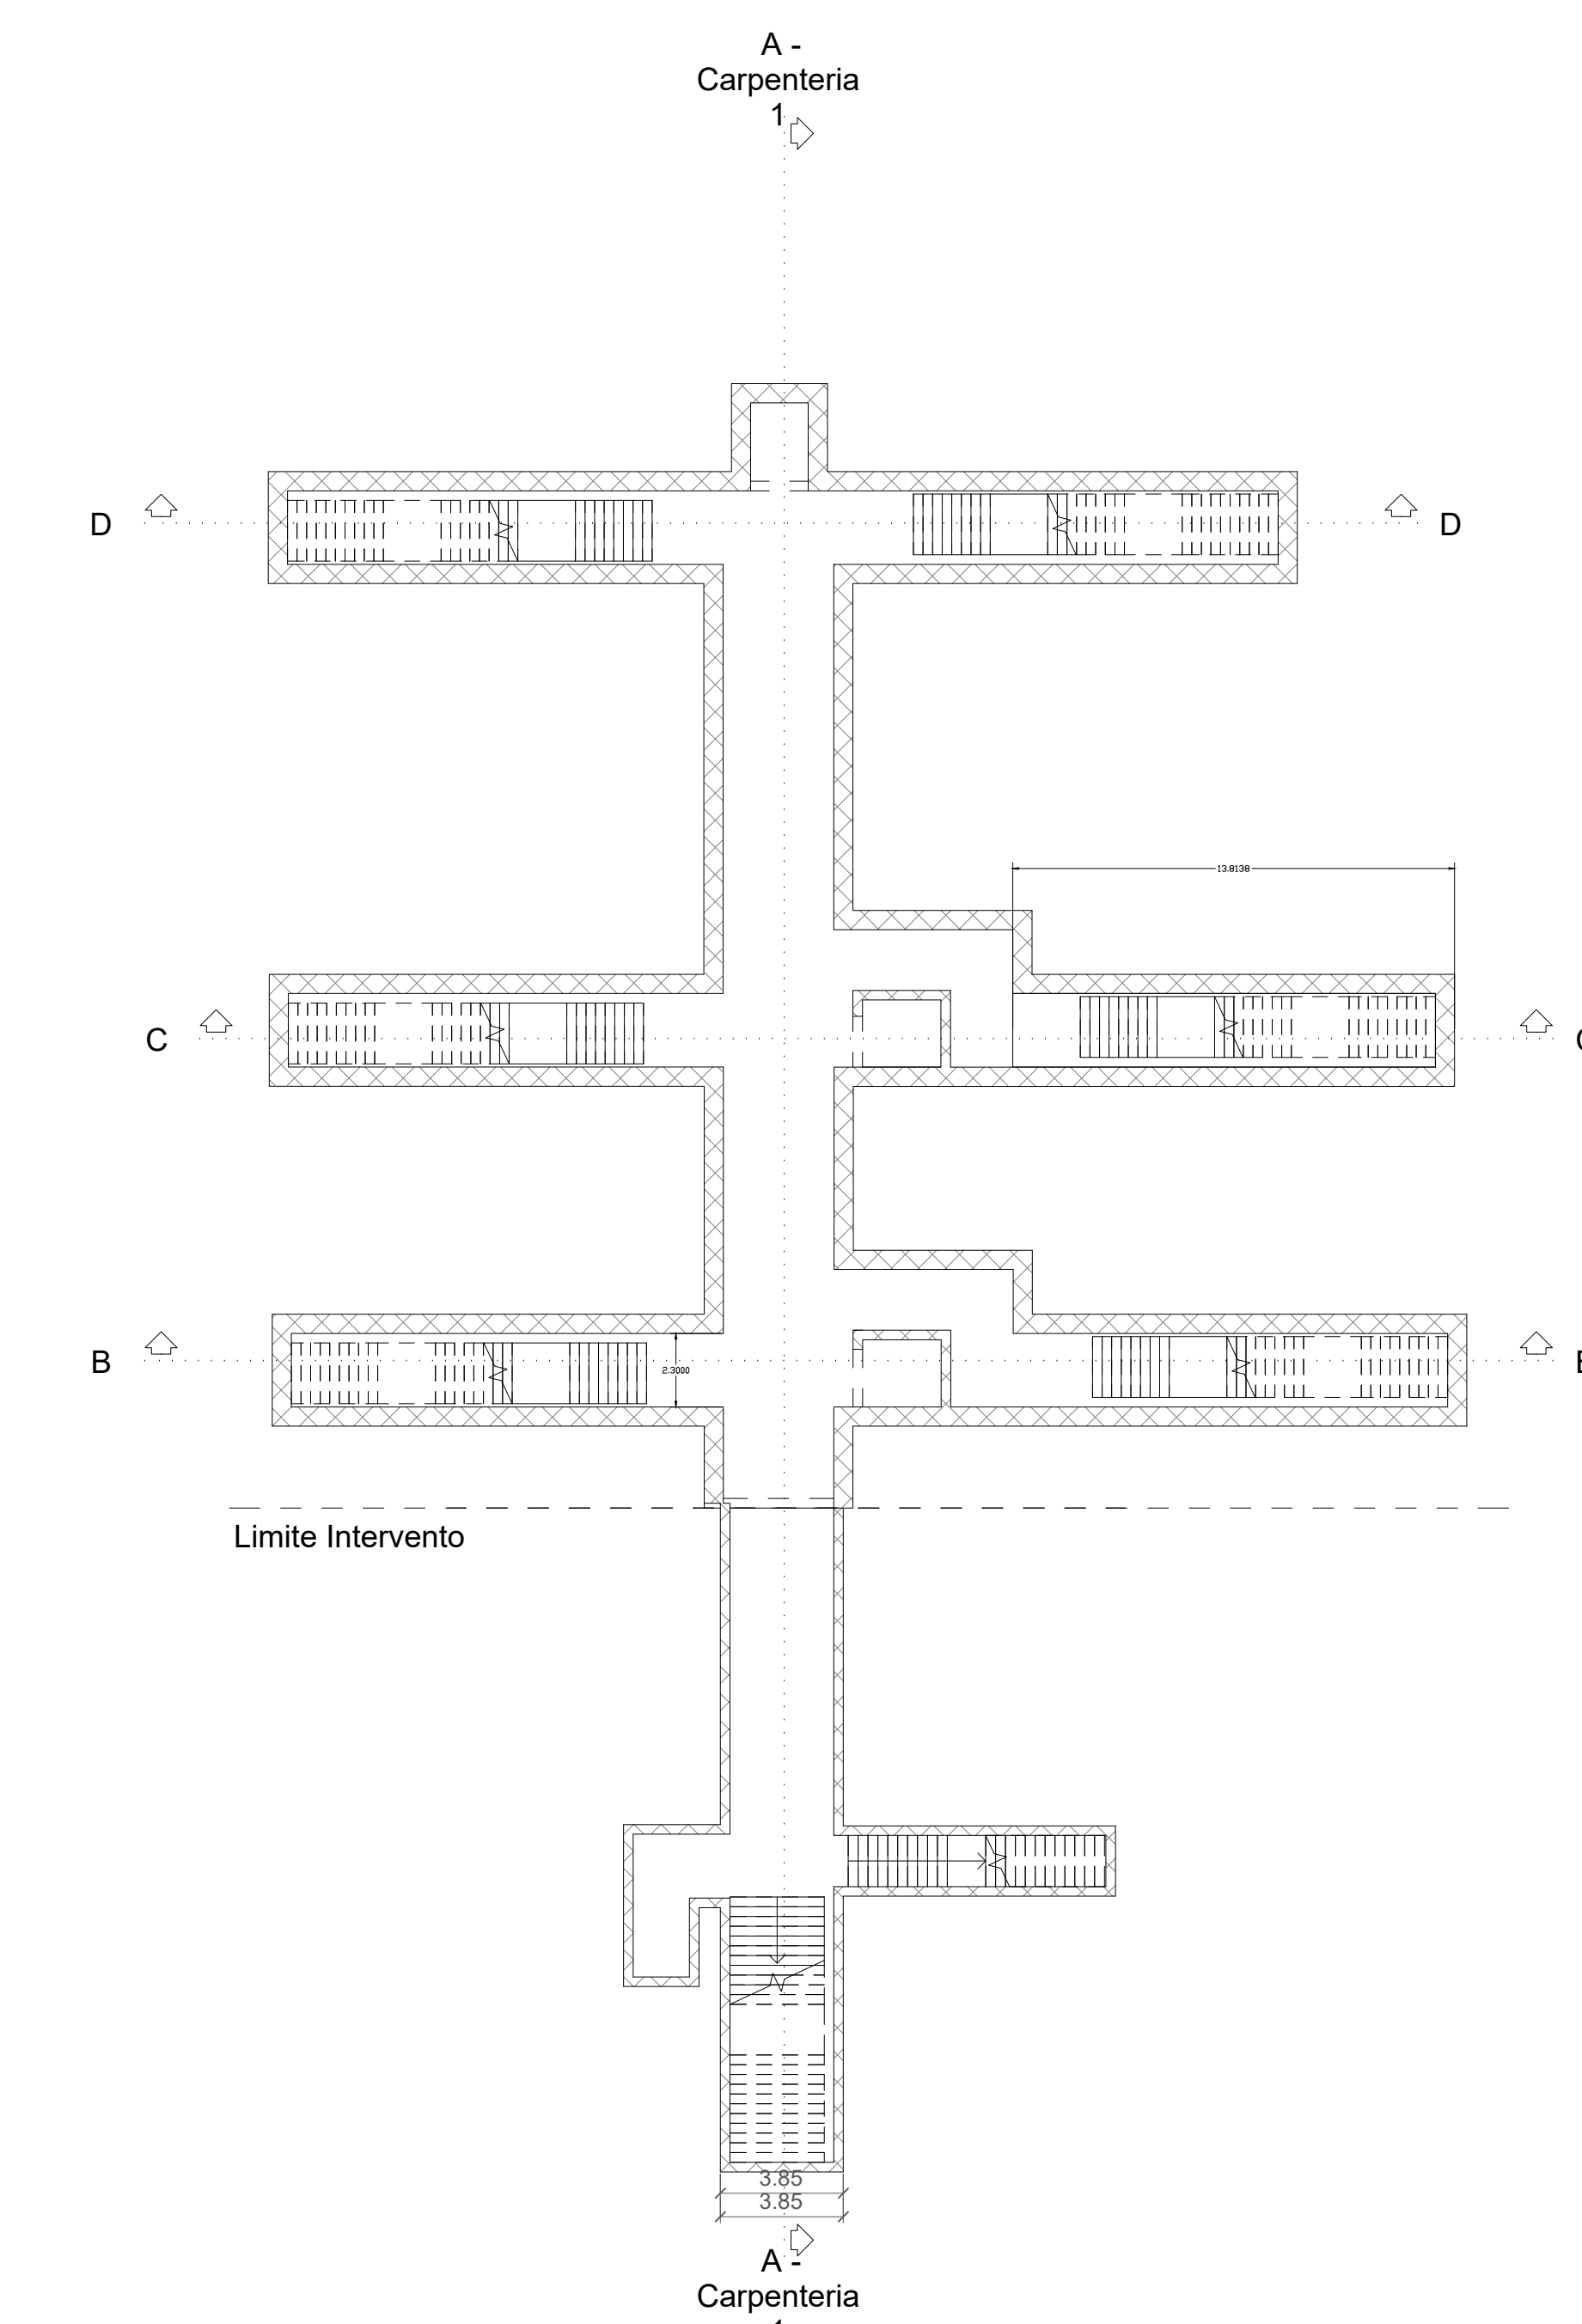 A -
Carpenteria
1
D
D
13.8138
C
B
2.3000
Limite Intervento
3.85
3.85
A -
Carpenteria